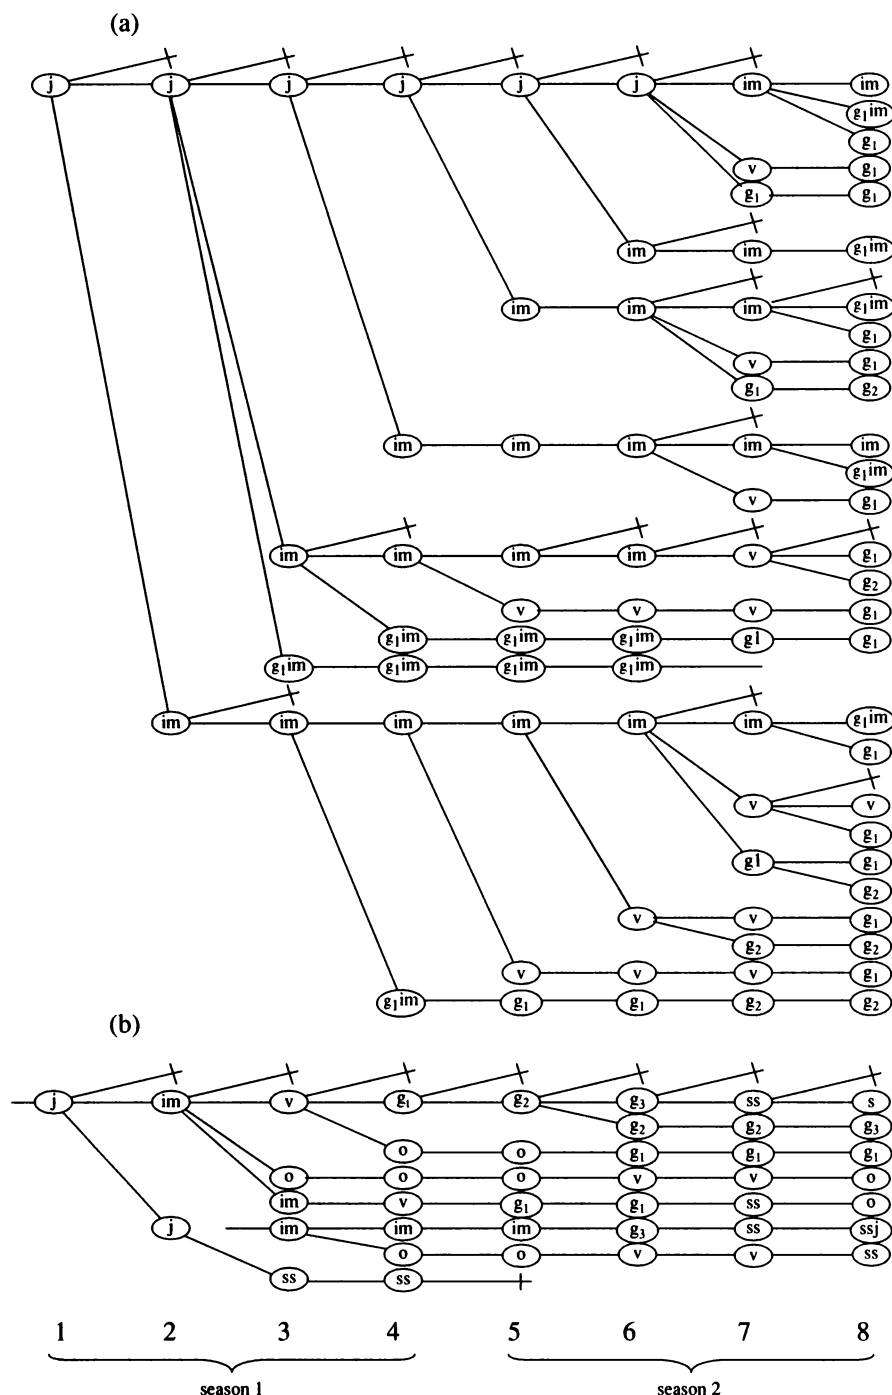 (a)
j j j j j j im im
g₁im
g₁
v g₁
g₁ g₁
im im g₁im
im im im g₁im
g₁
v g₁
g₁ g₂
im im im im im
g₁im
v g₁
im im im im v g₁
g₂
v v v g₁
g₁im g₁im g₁im gl g₁
g₁im g₁im g₁im g₁im
im im im im im im g₁im
g₁
v v
g₁
gl g₁
g₂
v v g₁
g₂ g₂
v v v g₁
g₁im g₁ g₁ g₂ g₂
(b)
j im v g₁ g₂ g₃ ss s
g₂ g₂ g₃
o o g₁ g₁ g₁
o o o v v o
im v g₁ g₁ ss o
j im im im g₃ ss ssj
o o v v ss
ss ss
1 2 3 4 5 6 7 8
season 1 season 2